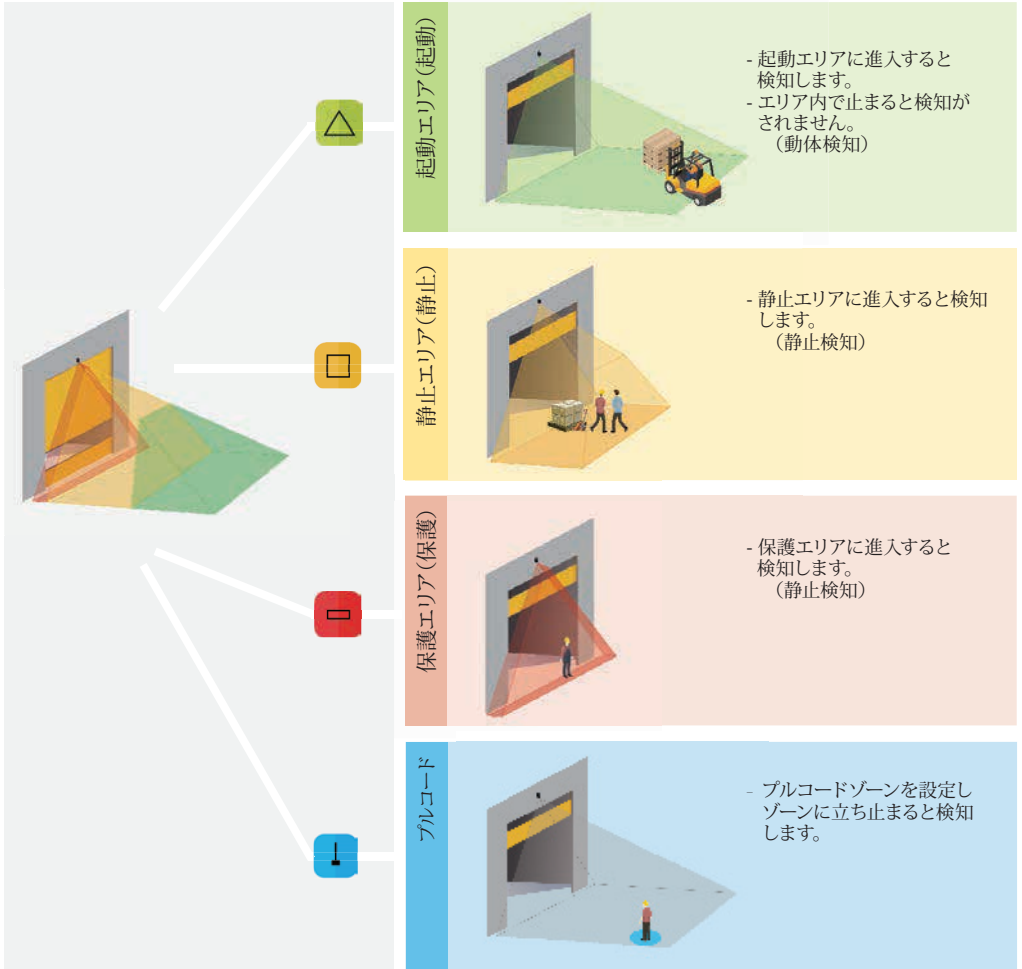 起動エリア(起動)
- 起動エリアに進入すると
検知します。
- エリア内で止まると検知が
されません。
(動体検知)
静止エリア(静止)
- 静止エリアに進入すると検知
します。
(静止検知)
保護エリア(保護)
- 保護エリアに進入すると
検知します。
(静止検知)
プルコード
- プルコードゾーンを設定し
ゾーンに立ち止まると検知
します。